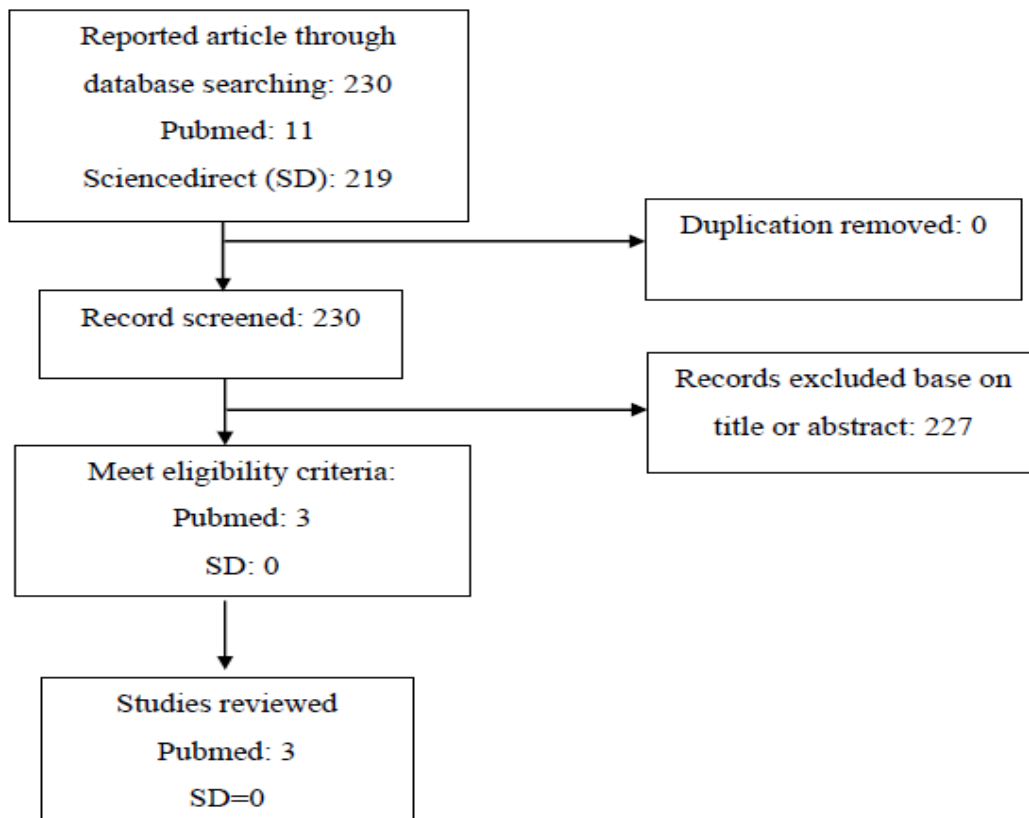 Reported article through
database searching: 230
Pubmed: 11
Sciencedirect (SD): 219
Duplication removed: 0
Record screened: 230
Records excluded base on
title or abstract: 227
Meet eligibility criteria:
Pubmed: 3
SD: 0
Studies reviewed
Pubmed: 3
SD=0